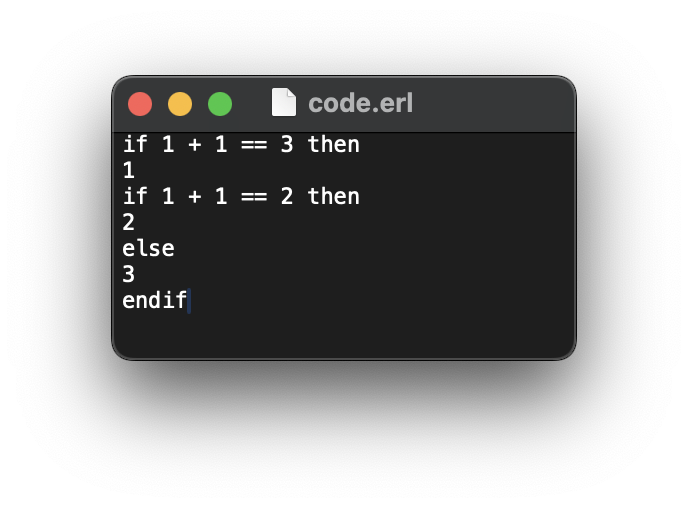 code.erl
if 1 + 1 == 3 then
1
if 1 + 1 == 2 then
2
else
3
endif